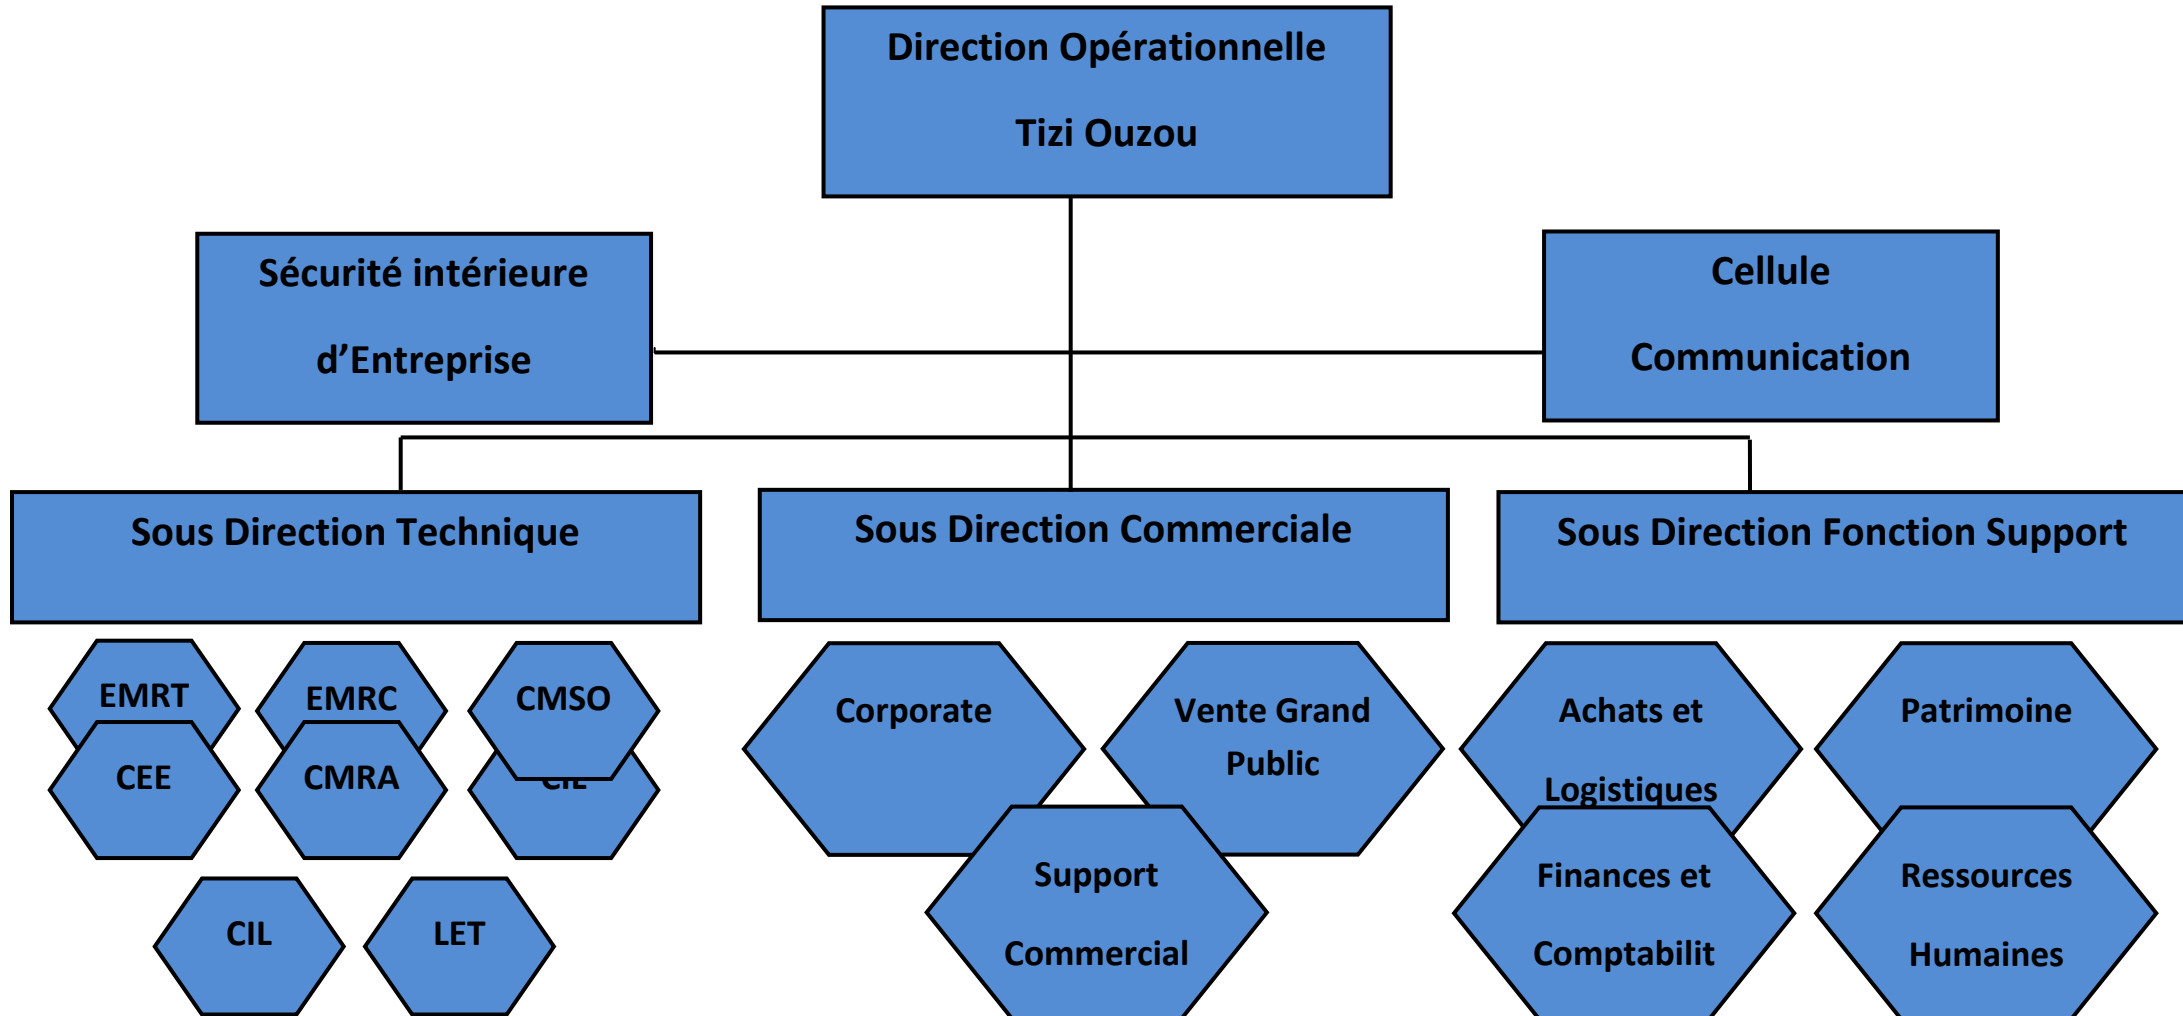 Direction Opérationnelle
Tizi Ouzou
Sécurité intérieure
d’Entreprise
Cellule
Communication
Sous Direction Technique
Sous Direction Commerciale
Sous Direction Fonction Support
EMRT
EMRC
CMSO
CEE
CMRA
CIL
LET
Corporate
Vente Grand
Public
Support
Commercial
Achats et
Logistiques
Patrimoine
Finances et
Comptabilit
Ressources
Humaines